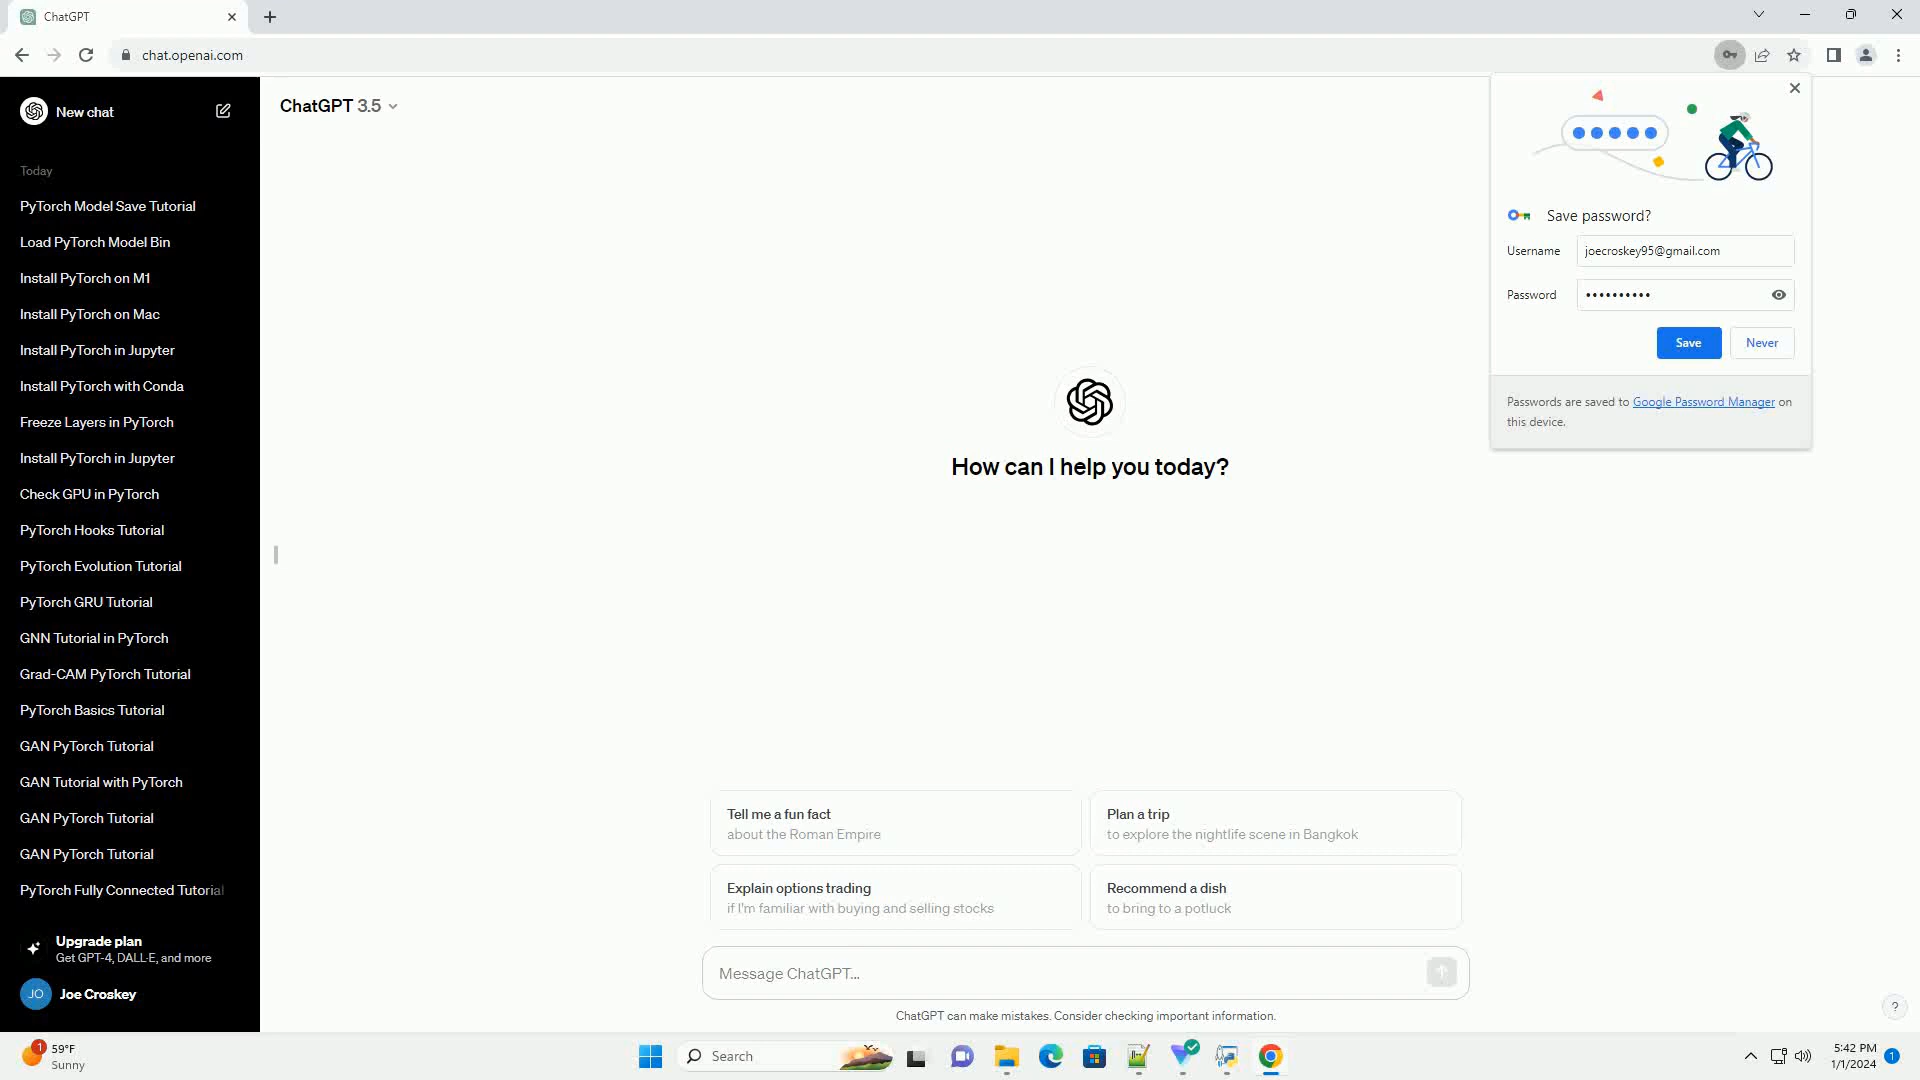 ChatGPT
chat.openai.com
New chat
Today
PyTorch Model Save Tutorial
Load PyTorch Model Bin
Install PyTorch on M1
Install PyTorch on Mac
Install PyTorch in Jupyter
Install PyTorch with Conda
Freeze Layers in PyTorch
Install PyTorch in Jupyter
Check GPU in PyTorch
PyTorch Hooks Tutorial
PyTorch Evolution Tutorial
PyTorch GRU Tutorial
GNN Tutorial in PyTorch
Grad-CAM PyTorch Tutorial
PyTorch Basics Tutorial
GAN PyTorch Tutorial
GAN Tutorial with PyTorch
GAN PyTorch Tutorial
GAN PyTorch Tutorial
PyTorch Fully Connected Tutorial
Upgrade plan
Get GPT-4, DALL·E, and more
JO Joe Croskey
ChatGPT 3.5
Save password?
Username joecroskey95@gmail.com
Password ••••••••••
Save Never
Passwords are saved to Google Password Manager on
this device.
How can I help you today?
Tell me a fun fact
about the Roman Empire
Plan a trip
to explore the nightlife scene in Bangkok
Explain options trading
if I'm familiar with buying and selling stocks
Recommend a dish
to bring to a potluck
Message ChatGPT...
ChatGPT can make mistakes. Consider checking important information.
?
1
59°F
Sunny
Search
5:42 PM
1/1/2024
1